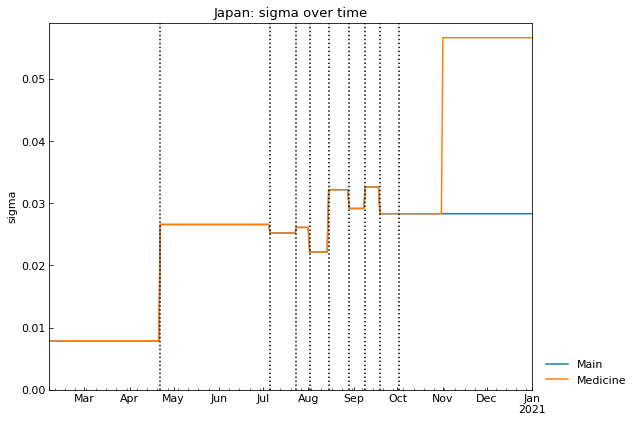 Japan: sigma over time
sigma
0.05
0.04
0.03
0.02
0.01
0.00
Mar Apr May Jun Jul Aug Sep Oct Nov Dec Jan
2021
Main
Medicine